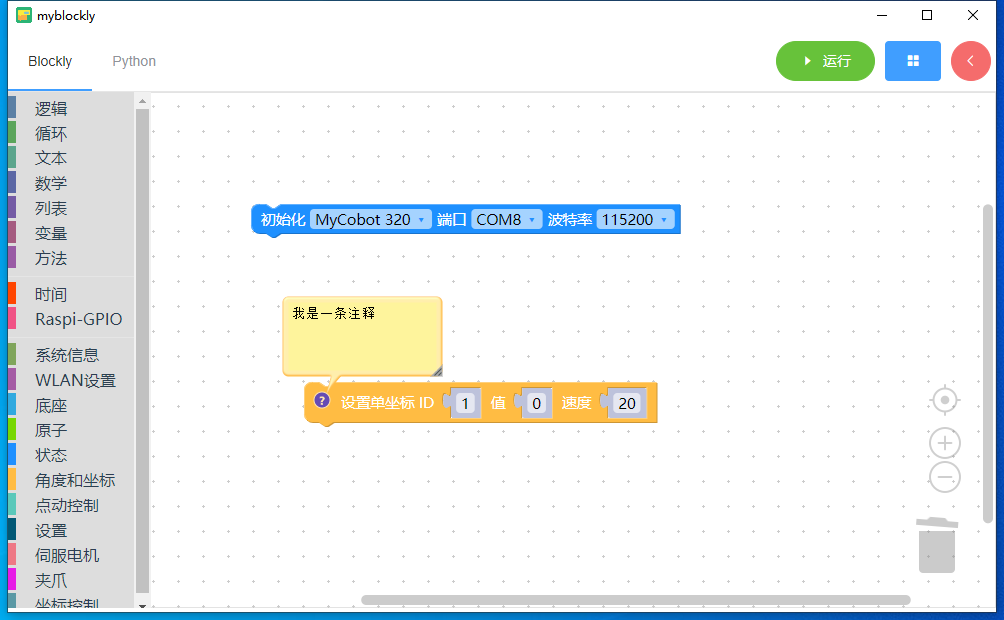 myblockly
Blockly Python
运行
逻辑
循环
文本
数学
列表
变量
方法
时间
Raspi-GPIO
系统信息
WLAN设置
底座
原子
状态
角度和坐标
点动控制
设置
伺服电机
夹爪
坐标控制
初始化 MyCobot 320 端口 COM8 波特率 115200
我是一条注释
? 设置单坐标 ID 1 值 0 速度 20